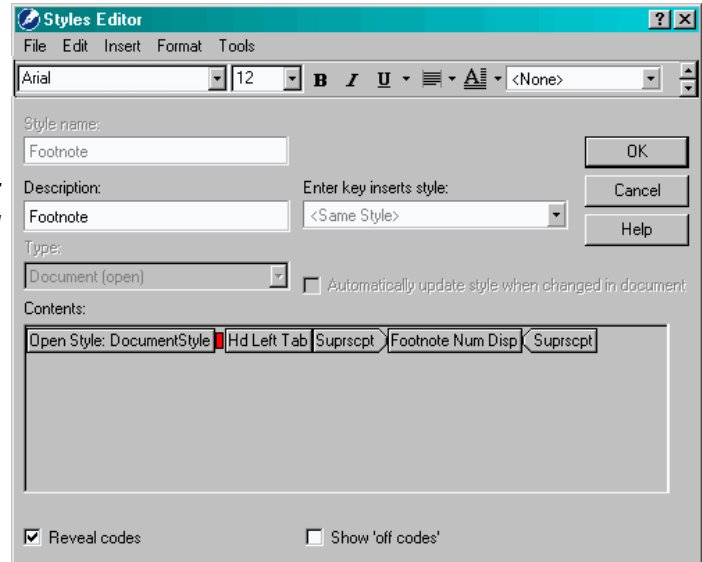 Styles Editor
File Edit Insert Format Tools
Arial 12 B I U A <None>
Style name:
Footnote
OK
Description:
Enter key inserts style:
Cancel
Footnote
<Same Style>
Help
Type:
Document (open)
Automatically update style when changed in document
Contents:
Open Style: DocumentStyle Hd Left Tab Suprscpt Footnote Num Disp Suprscpt
Reveal codes Show 'off codes'